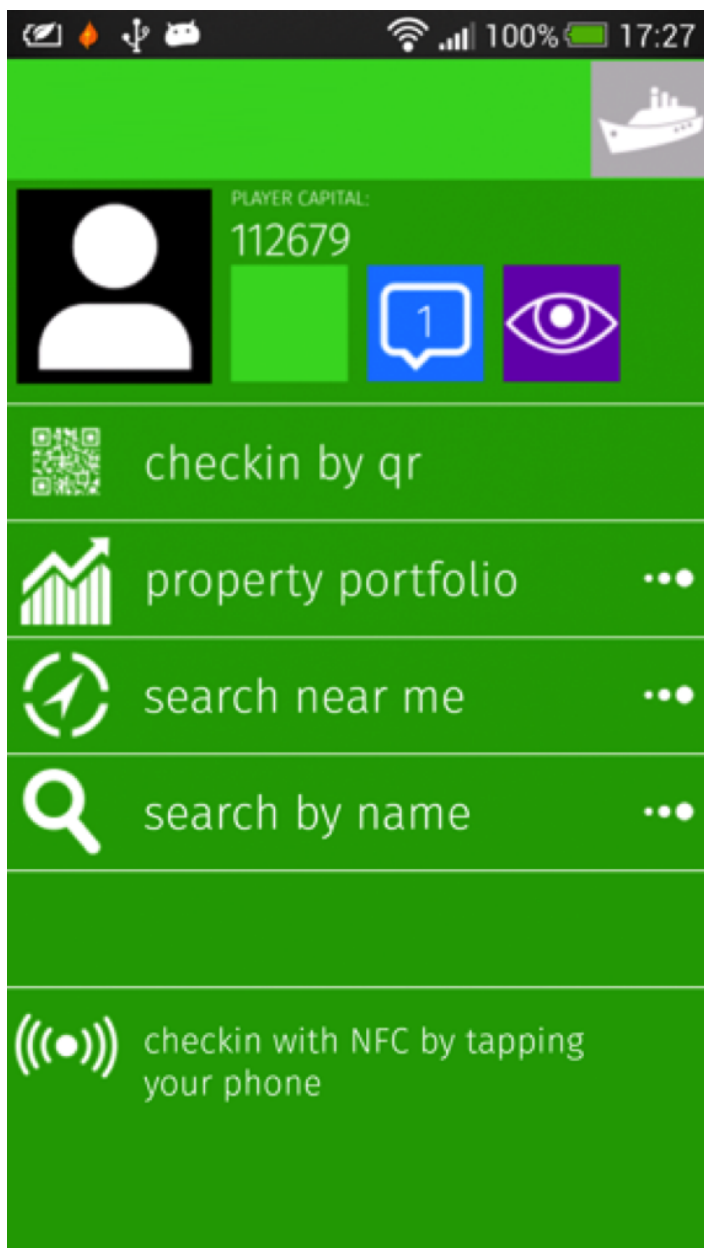 100% 17:27
PLAYER CAPITAL:
112679
1
checkin by qr
property portfolio
search near me
search by name
checkin with NFC by tapping
your phone